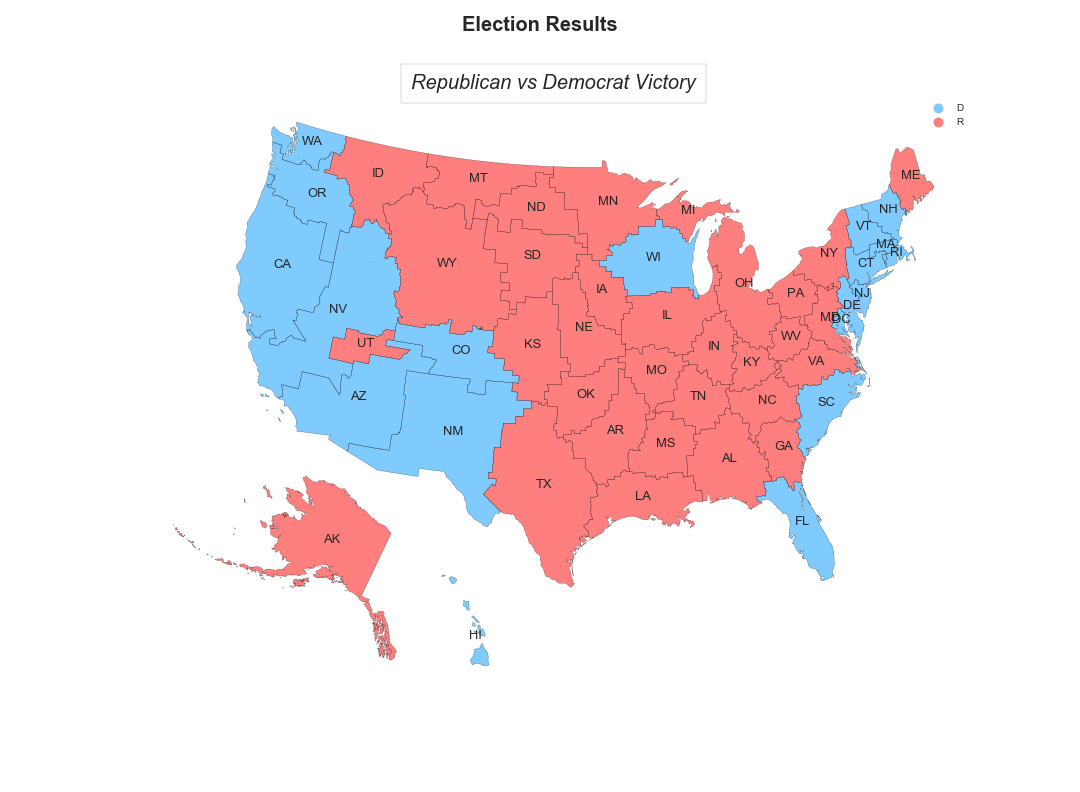 Election Results
Republican vs Democrat Victory
D
R
WA
ME
ID
MT
OR
MN
ND
MI
NH
VT
MA
RI
NY
SD
WI
CA
WY
CT
OH
IA
PA
NJ
DE
NV
IL
MD
DC
NE
WV
UT
KS
IN
CO
VA
KY
MO
AZ
OK
TN
NC
SC
NM
AR
MS
GA
AL
TX
LA
FL
AK
HI